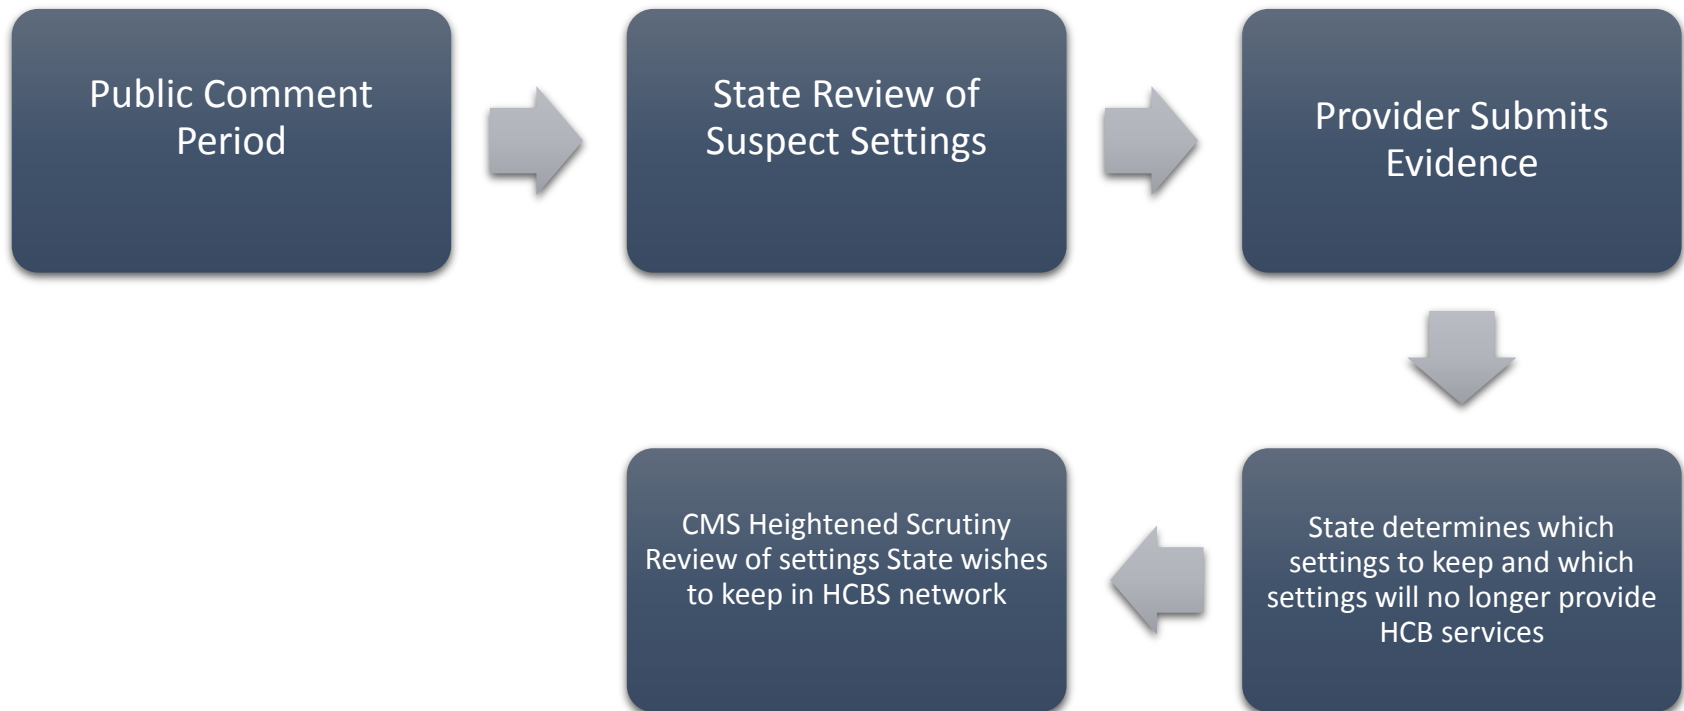 Public Comment
Period
State Review of
Suspect Settings
Provider Submits
Evidence
State determines which
settings to keep and which
settings will no longer provide
HCB services
CMS Heightened Scrutiny
Review of settings State wishes
to keep in HCBS network